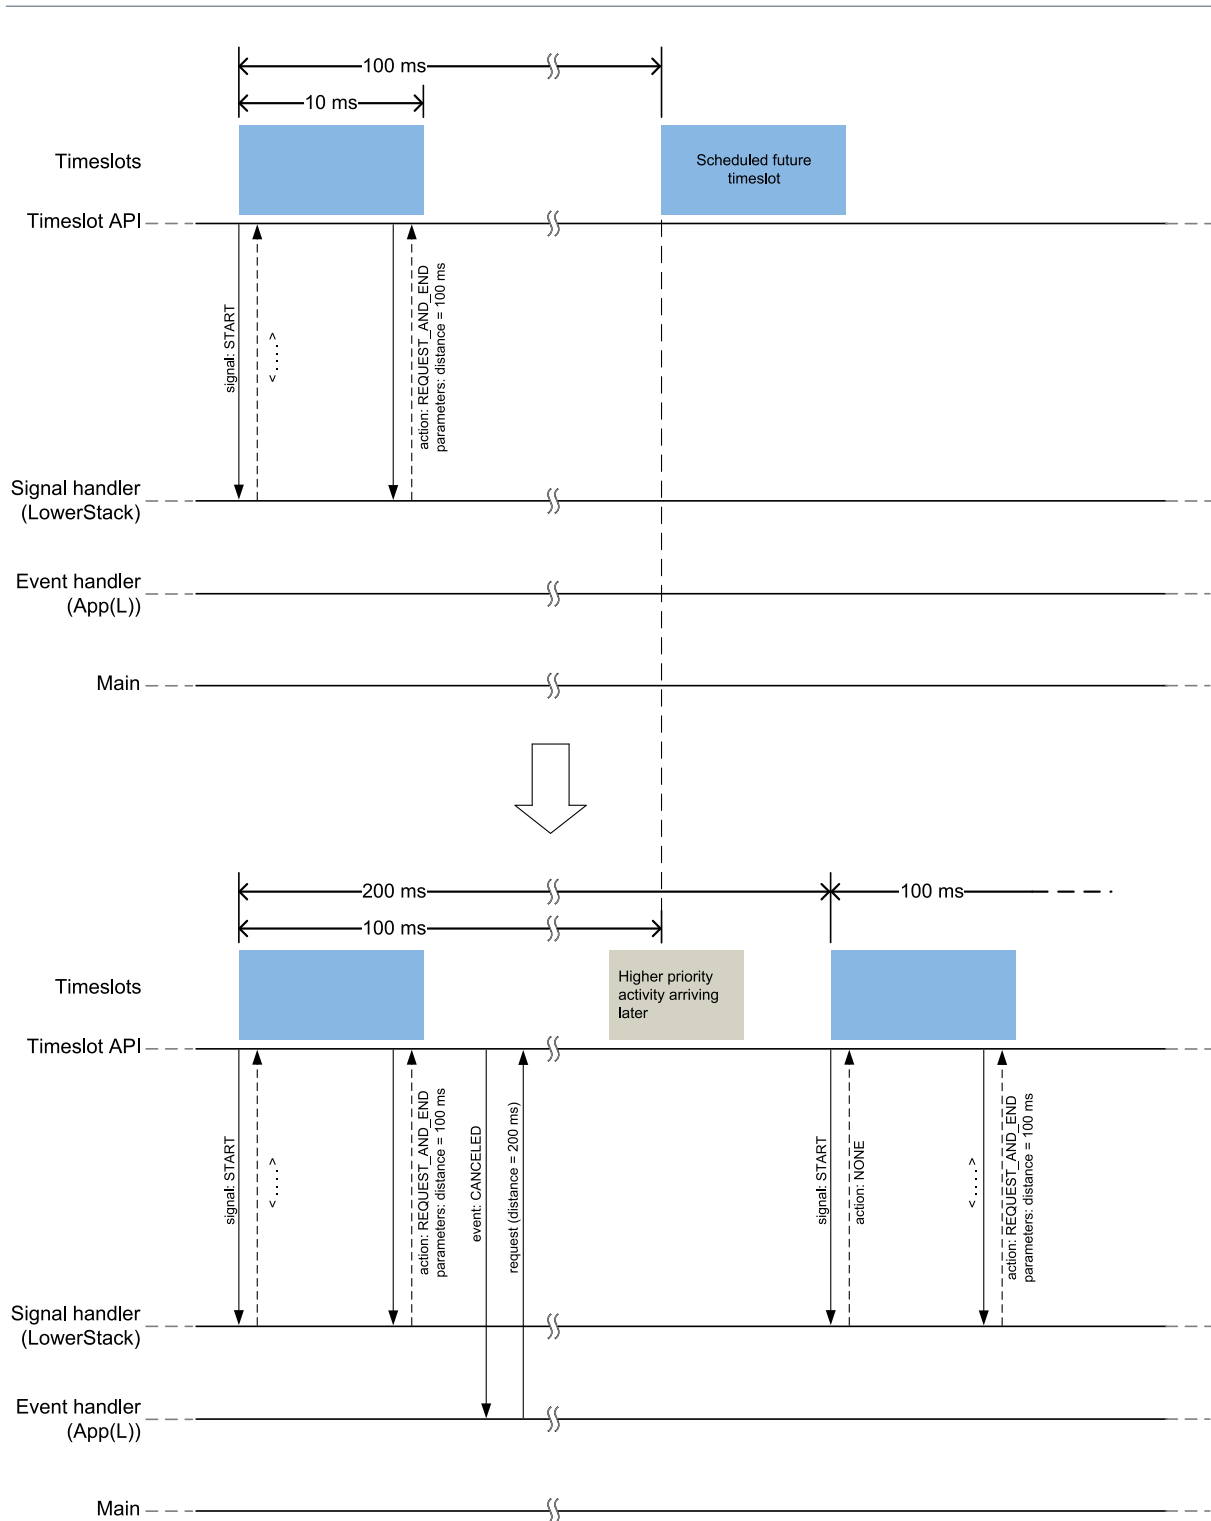 100 ms
10 ms
Timeslots
Scheduled future
timeslot
Timeslot API
signal: START
<....>
action: REQUEST_AND_END
parameters: distance = 100 ms
Signal handler
(LowerStack)
Event handler
(App(L))
Main
200 ms
100 ms
100 ms
Timeslots
Higher priority
activity arriving
later
Timeslot API
signal: START
<....>
action: REQUEST_AND_END
parameters: distance = 100 ms
event: CANCELED
request (distance = 200 ms)
signal: START
action: NONE
<....>
action: REQUEST_AND_END
parameters: distance = 100 ms
Signal handler
(LowerStack)
Event handler
(App(L))
Main